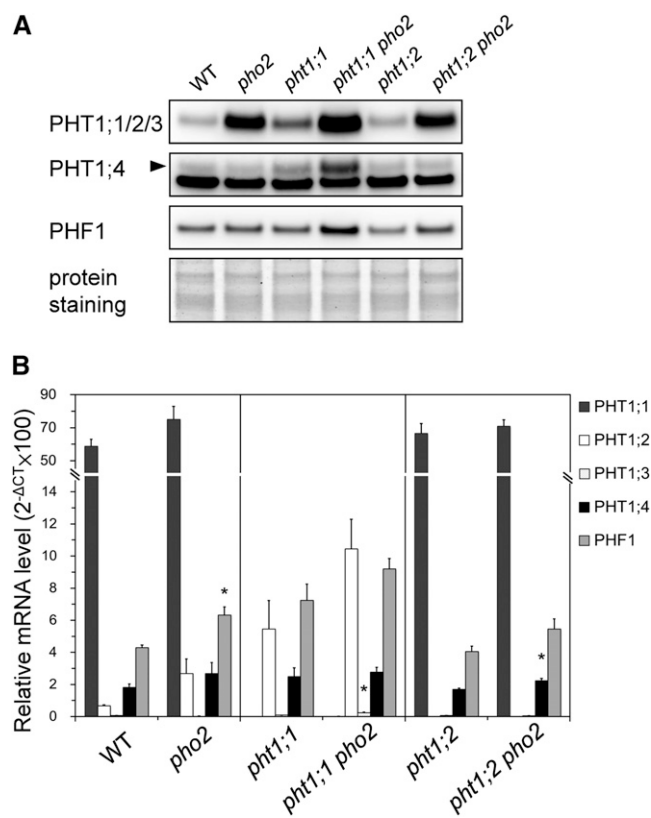 A
WT pho2 pht1;1 pht1;1 pho2 pht1;2 pht1;2 pho2
PHT1;1/2/3
PHT1;4
PHF1
protein
staining
B
Relative mRNA level (2-ΔCTx100)
90
70
50
14
12
10
8
6
4
2
0
* * *
WT pho2 pht1;1 pht1;1 pho2 pht1;2 pht1;2 pho2
PHT1;1
PHT1;2
PHT1;3
PHT1;4
PHF1